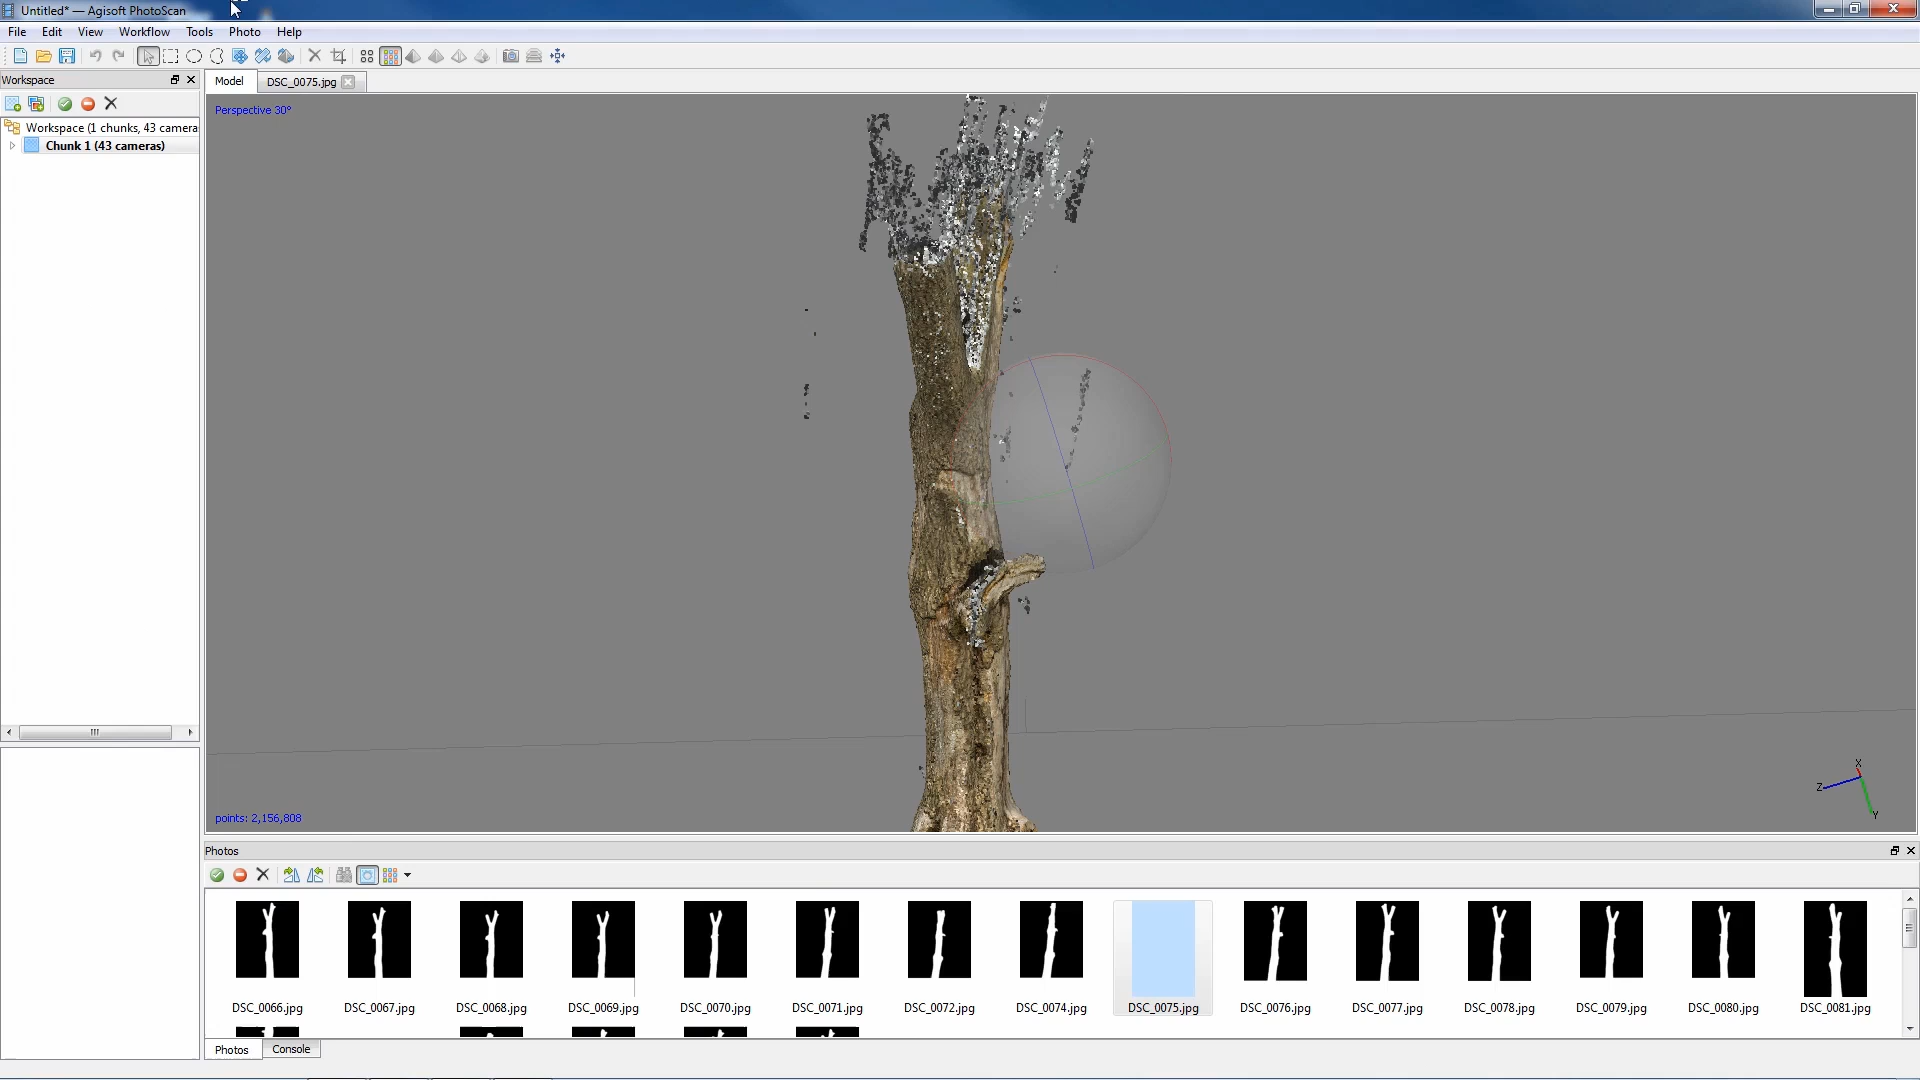 Untitled* — Agisoft PhotoScan
File Edit View Workflow Tools Photo Help
Workspace
Model DSC_0075.jpg
Perspective 30°
Workspace (1 chunks, 43 camera
Chunk 1 (43 cameras)
X
Z
Y
points: 2,156,808
Photos
DSC_0066.jpg DSC_0067.jpg DSC_0068.jpg DSC_0069.jpg DSC_0070.jpg DSC_0071.jpg DSC_0072.jpg DSC_0074.jpg DSC_0075.jpg DSC_0076.jpg DSC_0077.jpg DSC_0078.jpg DSC_0079.jpg DSC_0080.jpg DSC_0081.jpg
Photos Console